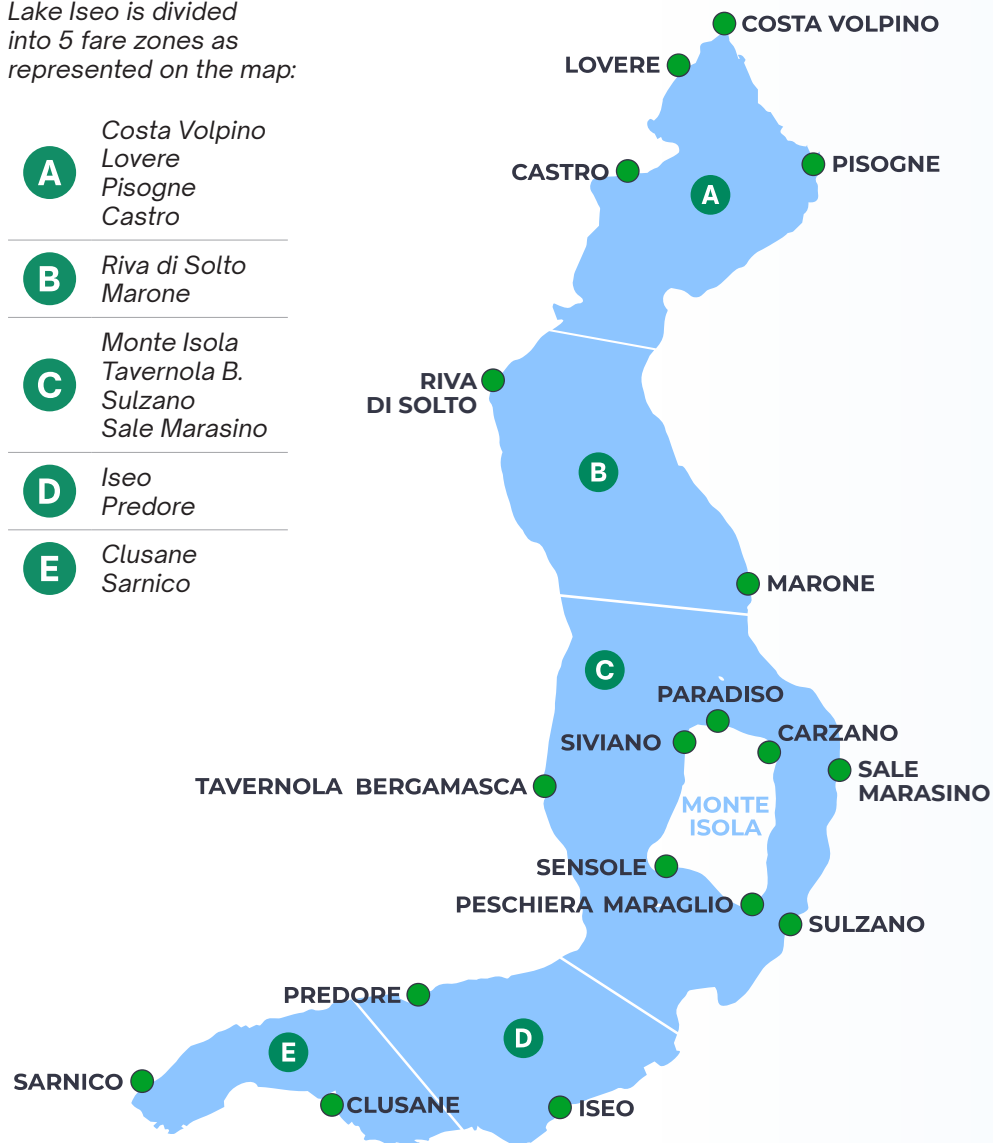 Lake Iseo is divided
into 5 fare zones as
represented on the map:
A
Costa Volpino
Lovere
Pisogne
Castro
B
Riva di Solto
Marone
C
Monte Isola
Tavernola B.
Sulzano
Sale Marasino
D
Iseo
Predore
E
Clusane
Sarnico
COSTA VOLPINO
LOVERE
CASTRO
PISOGNE
A
RIVA
DI SOLTO
B
MARONE
C
PARADISO
SIVIANO
CARZANO
SALE
MARASINO
TAVERNOLA BERGAMASCA
MONTE
ISOLA
SENSOLE
PESCHIERA MARAGLIO
SULZANO
PREDORE
D
E
SARNICO
CLUSANE
ISEO